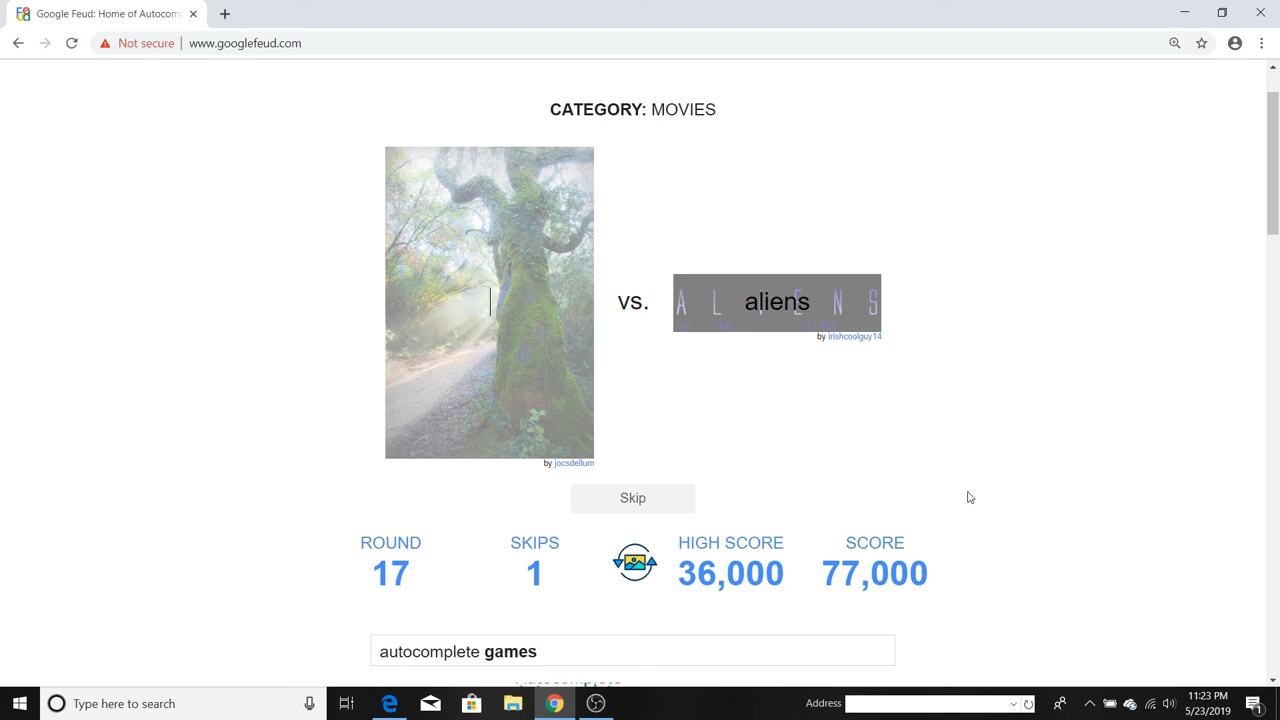 Google Feud: Home of Autocom
Not secure www.googlefeud.com
CATEGORY: MOVIES
vs.
A L I E N S
aliens
by irishcoolguy14
by jocsdellum
Skip
ROUND SKIPS HIGH SCORE SCORE
17 1 36,000 77,000
autocomplete games
Autocomplete
Type here to search
Address
11:23 PM
5/23/2019
1